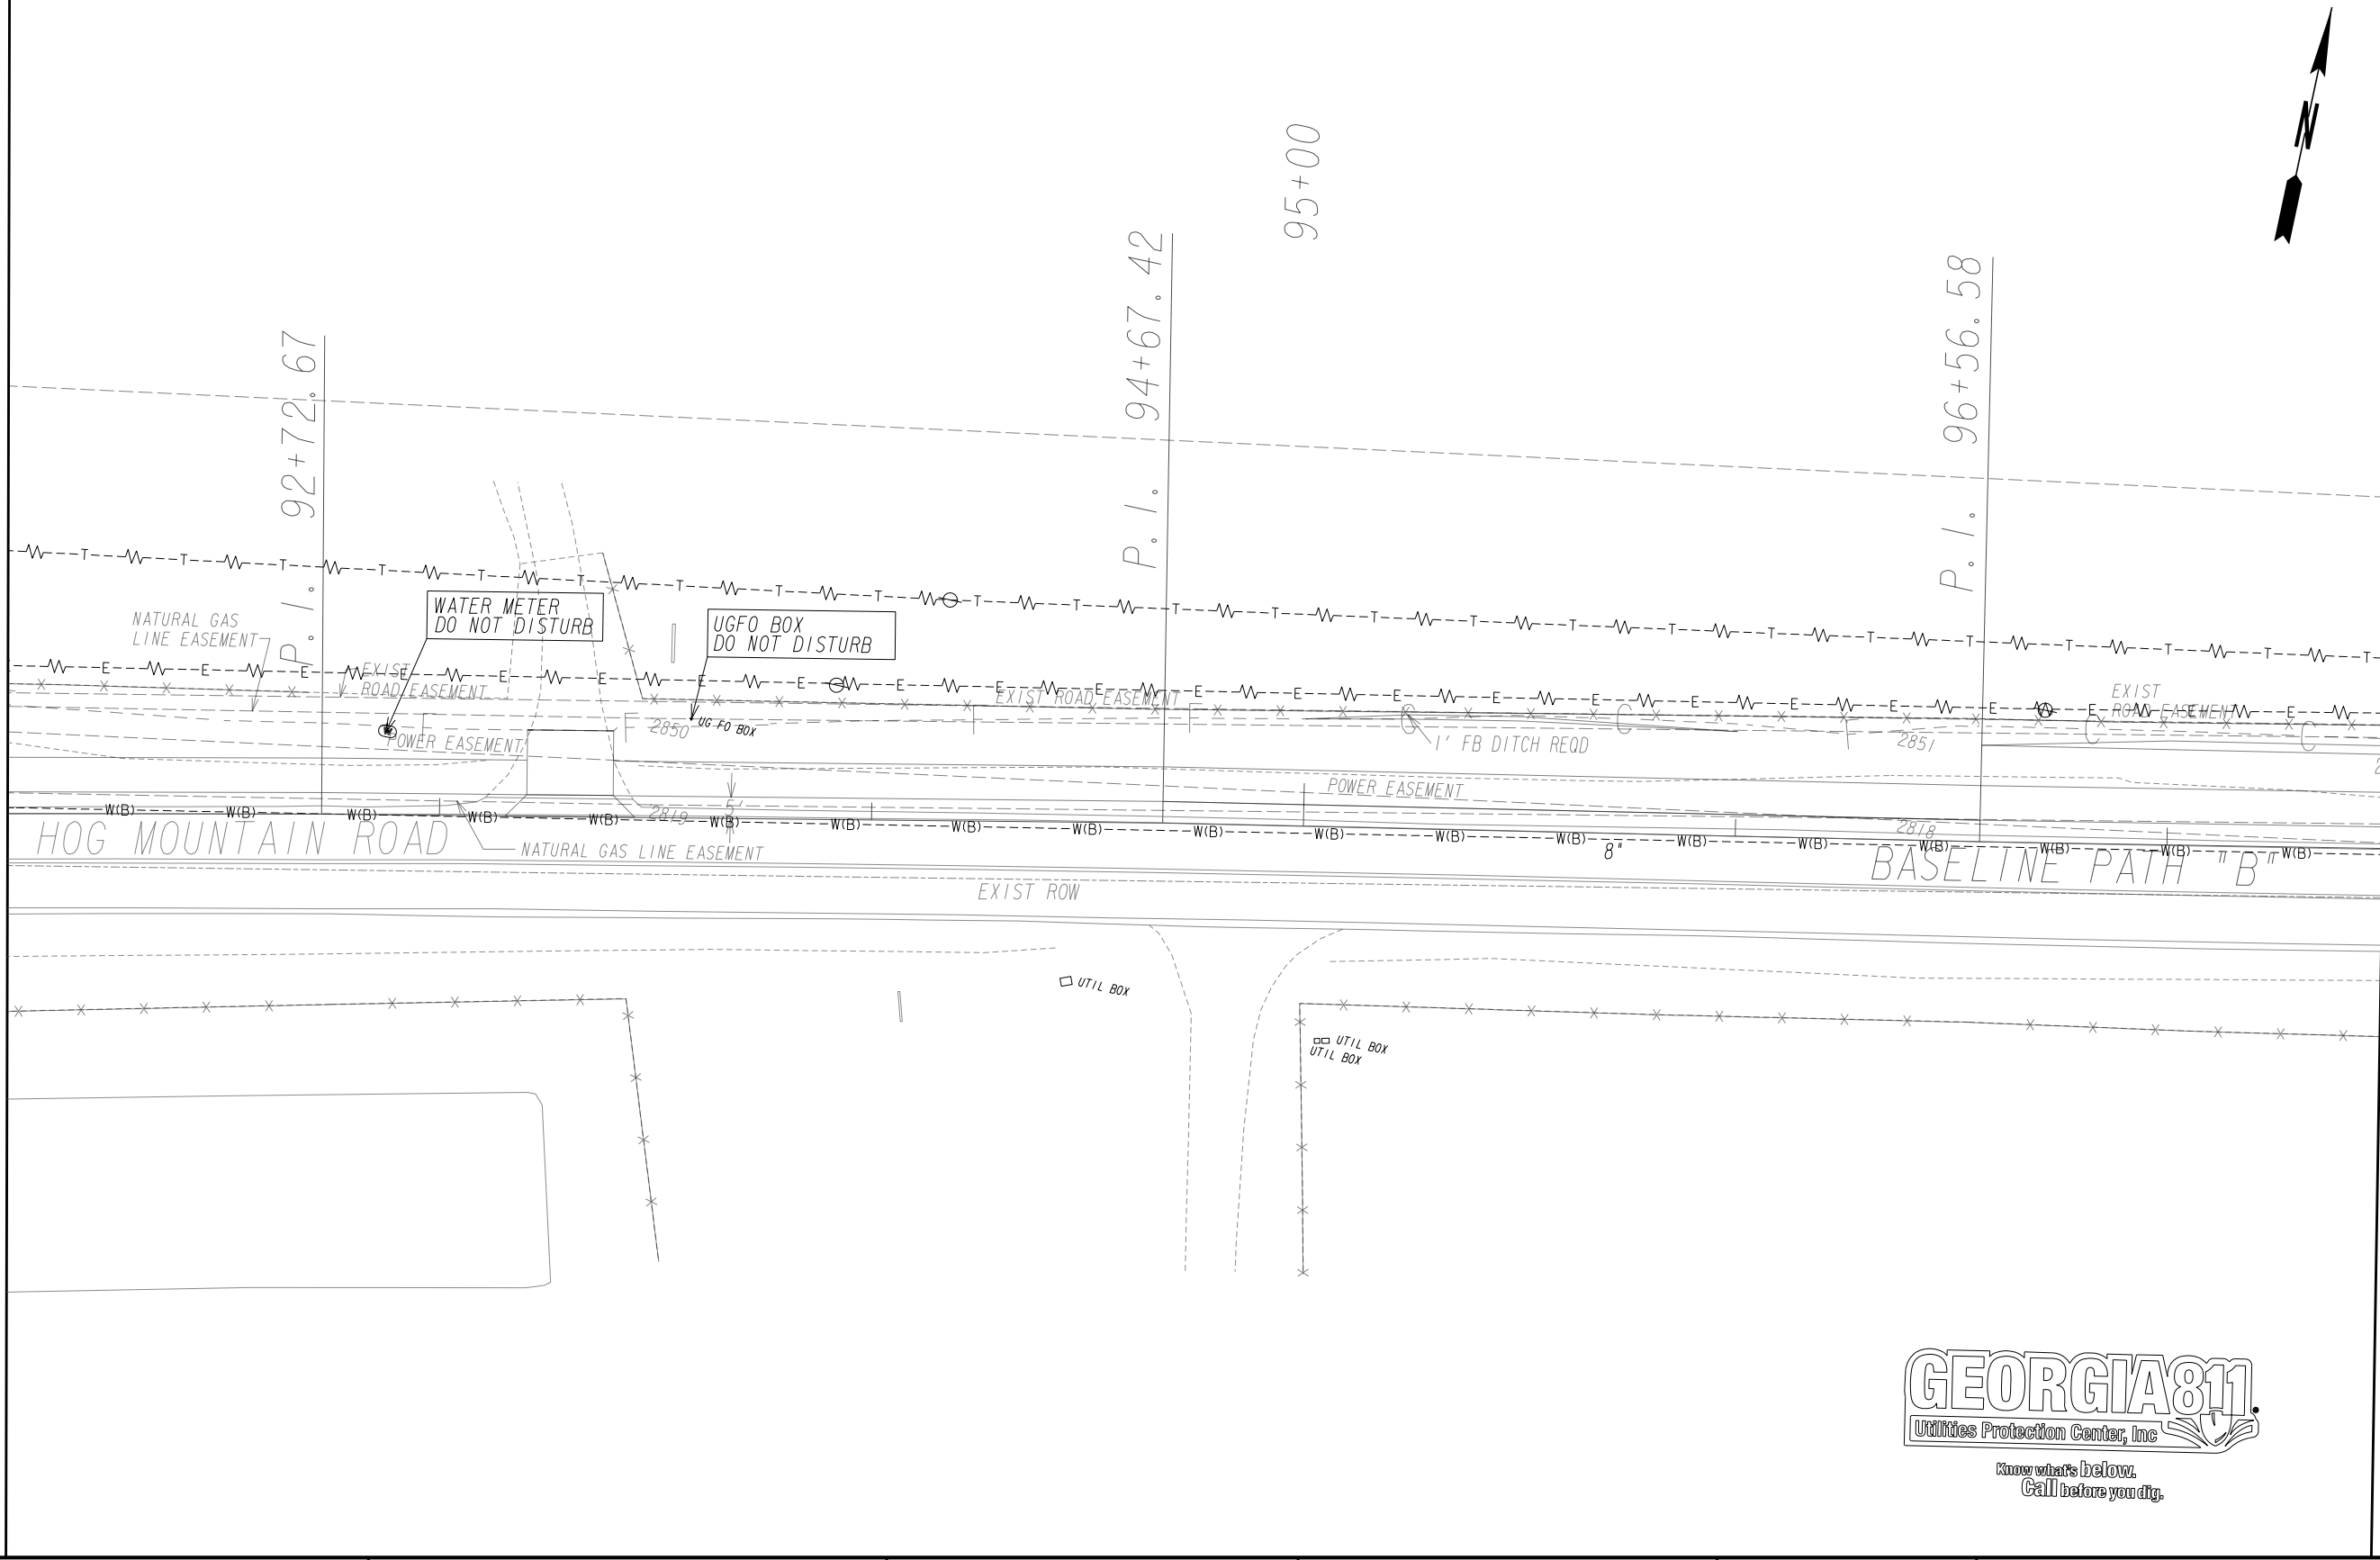 N
95+00
P.I. 94+67.42
P.I. 96+56.58
P.I. 92+72.67
T T T T T T T T T T T T T T T T T T T T T T T
WATER METER
DO NOT DISTURB
UGFO BOX
DO NOT DISTURB
NATURAL GAS
LINE EASEMENT
E E E E E E E E E E E E E E E E E E E E E E E
EXIST
ROAD EASEMENT
EXIST ROAD EASEMENT
EXIST
ROAD EASEMENT
F F F F C C F C C
2850
UG FO BOX
POWER EASEMENT
1' FB DITCH REQD
2851
POWER EASEMENT
5'
2819
2818
W(B) W(B) W(B) W(B) W(B) W(B) W(B) W(B) W(B) W(B) W(B) W(B) W(B) W(B) W(B) W(B) W(B) W(B) W(B)
8"
HOG MOUNTAIN ROAD
NATURAL GAS LINE EASEMENT
BASELINE PATH "B"
EXIST ROW
UTIL BOX
UTIL BOX
UTIL BOX
GEORGIA811.
Utilities Protection Center, Inc
Know what's below.
Call before you dig.